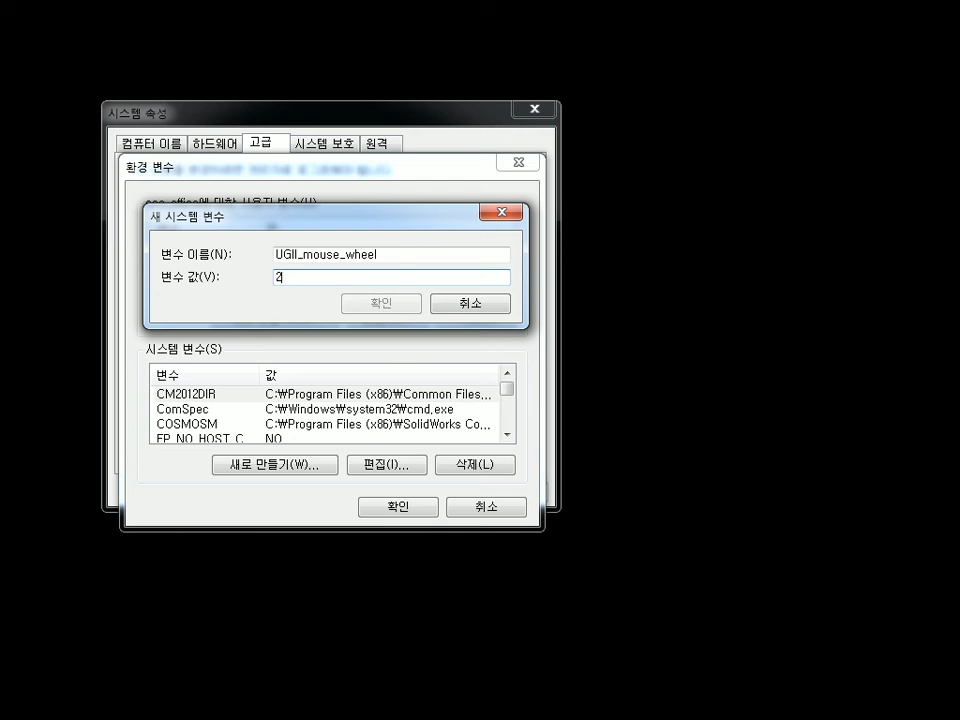 시스템 속성
컴퓨터 이름 하드웨어 고급 시스템 보호 원격
환경 변수
새 시스템 변수
변수 이름(N): UGII_mouse_wheel
변수 값(V): 2
확인 취소
시스템 변수(S)
변수 값
CM2012DIR C:\Program Files (x86)\Common Files,...
ComSpec C:\Windows\system32\cmd.exe
COSMOSM C:\Program Files (x86)\SolidWorks Co,...
FP_NO_HOST_C NO
새로 만들기(W)... 편집(I)... 삭제(L)
확인 취소